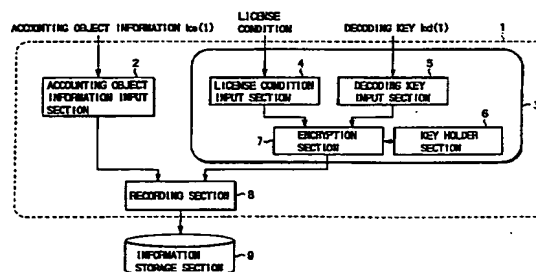 ACCOUNTING OBJECT INFORMATION kce(1)
LICENSE
CONDITION
DECODING KEY kd(1)
1
2
ACCOUNTING OBJECT
INFORMATION INPUT
SECTION
4
LICENSE CONDITION
INPUT SECTION
5
DECODING KEY
INPUT SECTION
3
6
7
ENCRYPTION
SECTION
KEY HOLDER
SECTION
RECORDING SECTION
8
INFORMATION
STORAGE SECTION
9